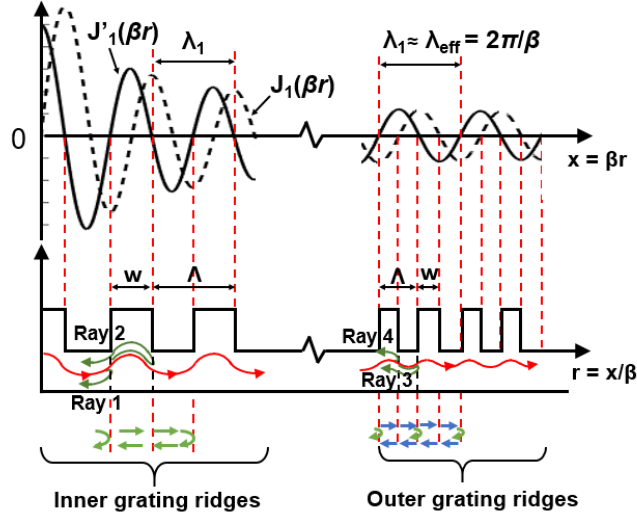 J'₁(βr)
λ₁
λ₁≈ λeff = 2π/β
J₁(βr)
0
x = βr
w
Λ
Λ
w
Ray 2
Ray 4
Ray 1
Ray 3
r = x/β
Inner grating ridges
Outer grating ridges